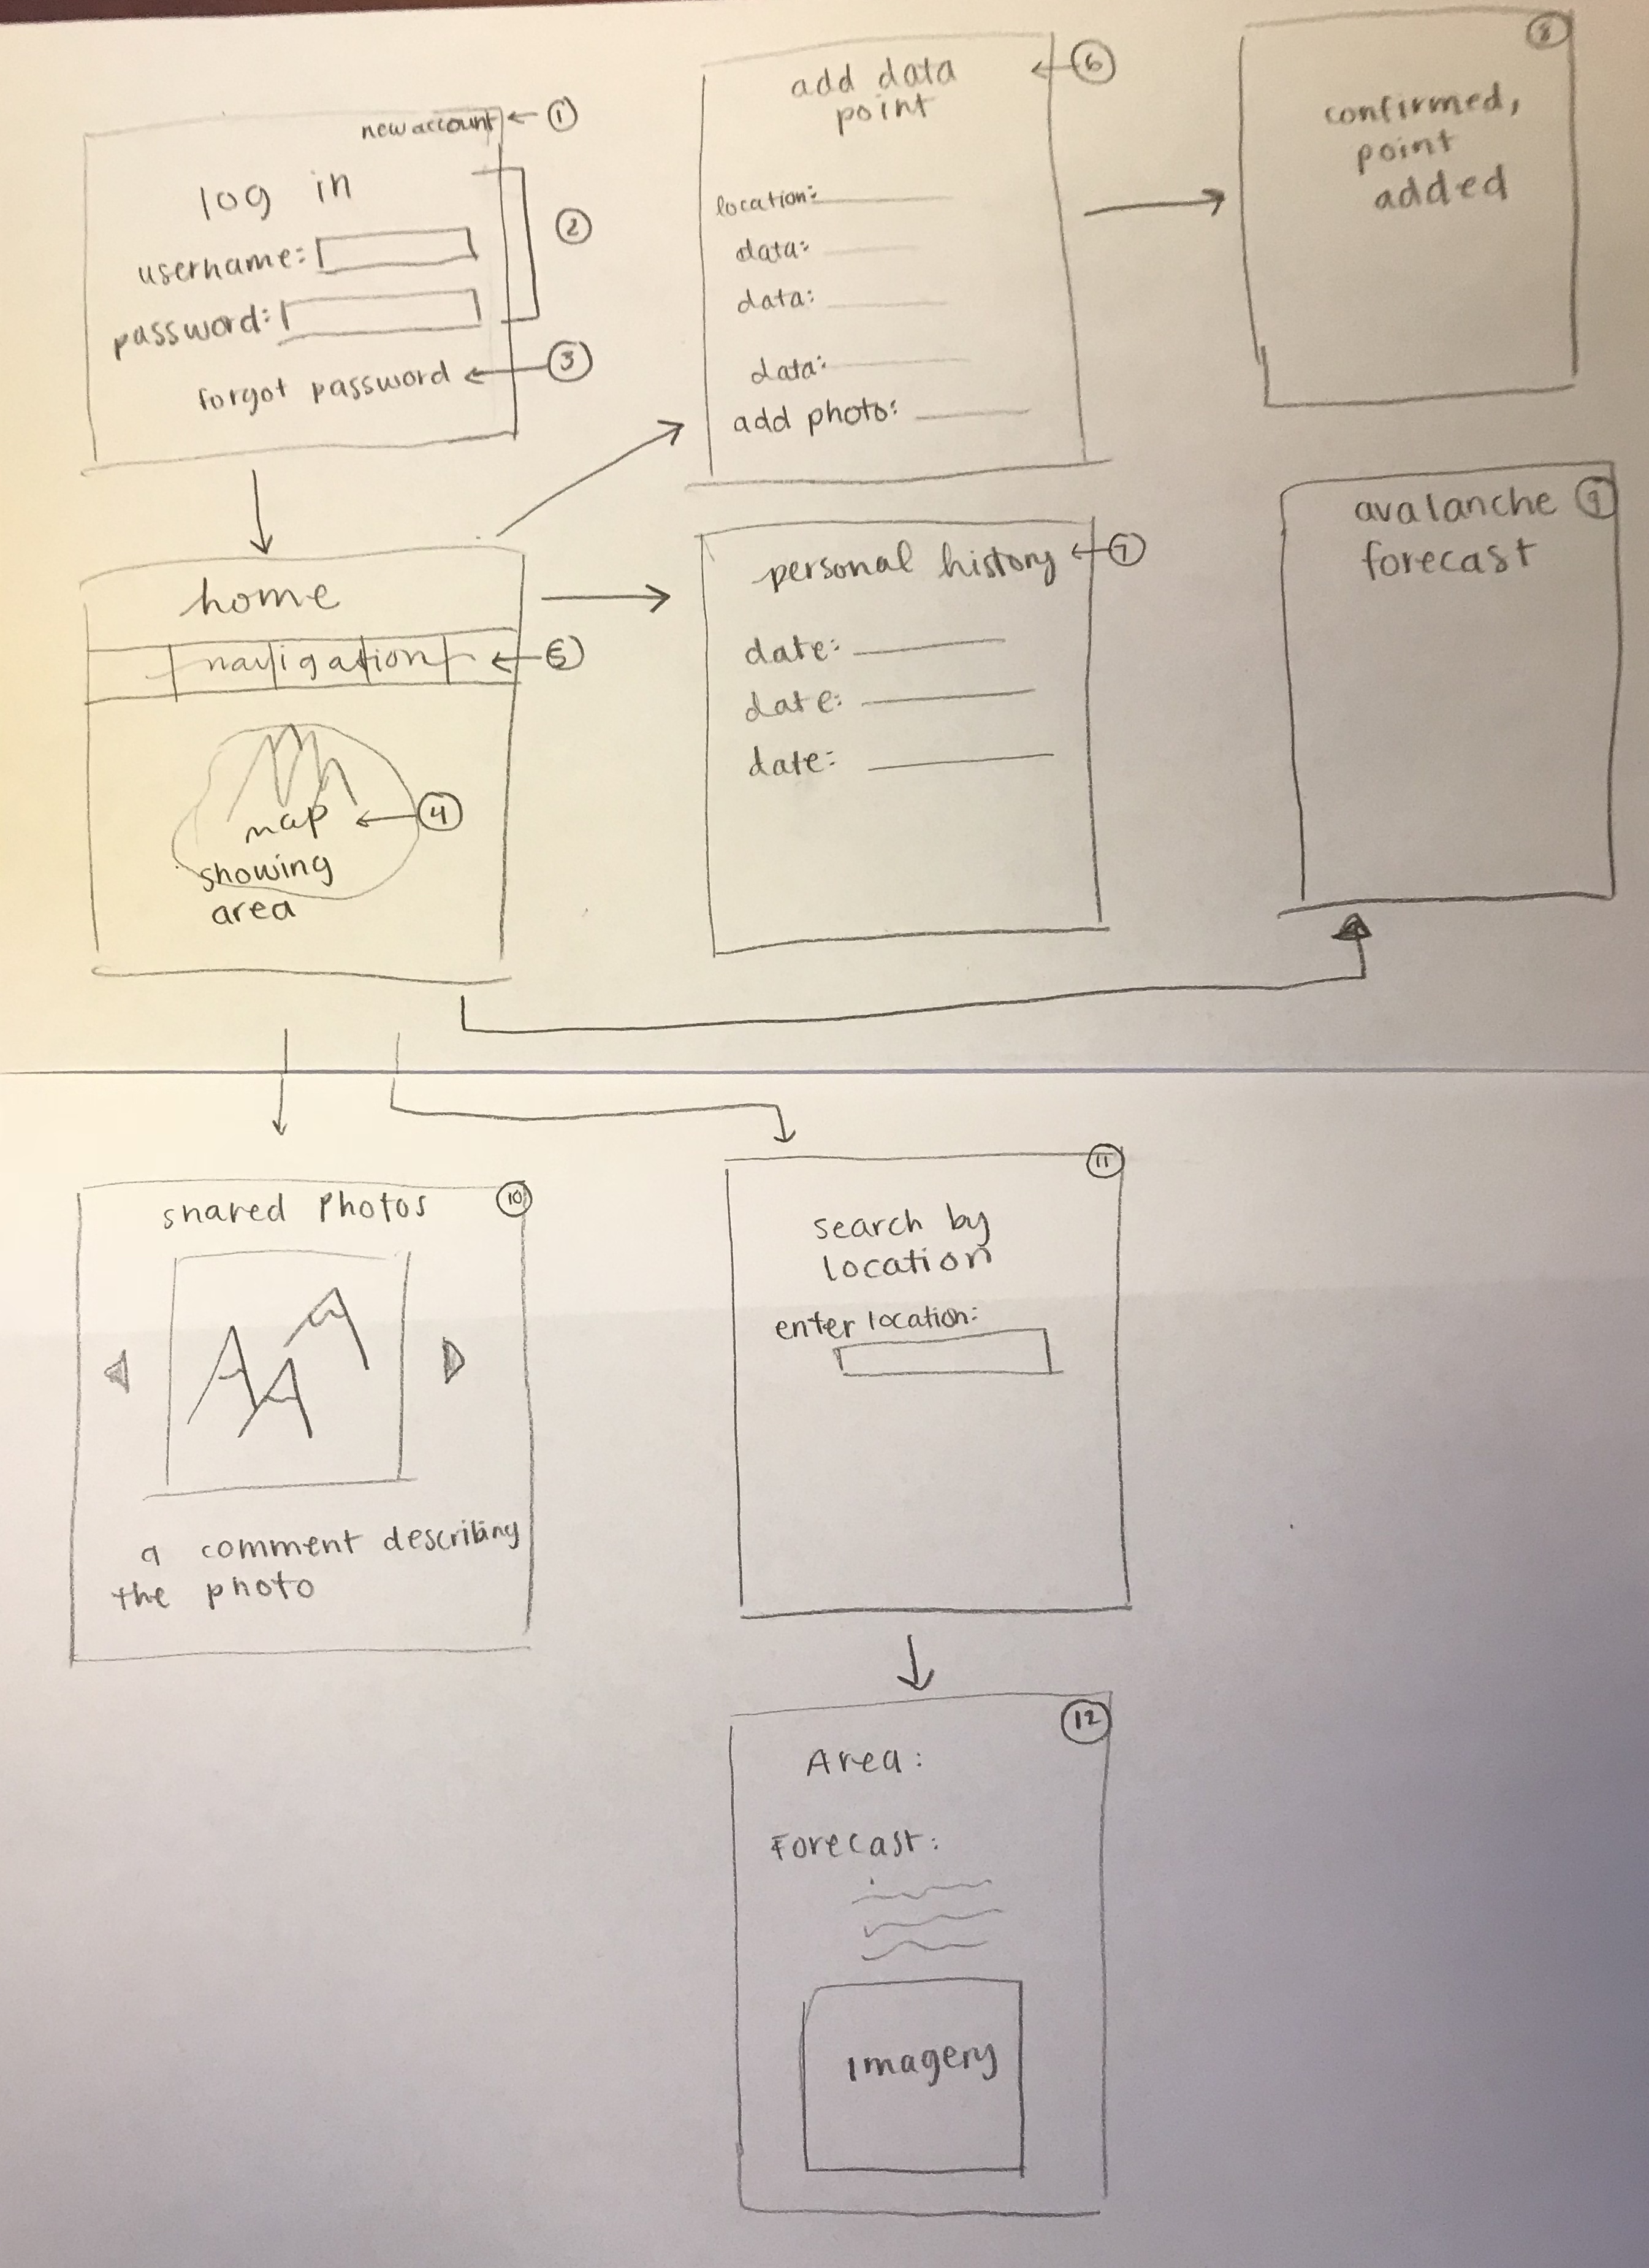 new account ← ①
log in
②
username:
password:
③
forgot password
add data
point
⑥
location:
data:
data:
data:
add photo:
⑧
confirmed,
point
added
home
navigation
⑤
map
④
showing
area
personal history
⑦
date:
date:
date:
avalanche ⑨
forecast
shared Photos
⑩
a comment describing
the photo
⑪
search by
location
enter location:
⑫
Area:
Forecast:
Imagery